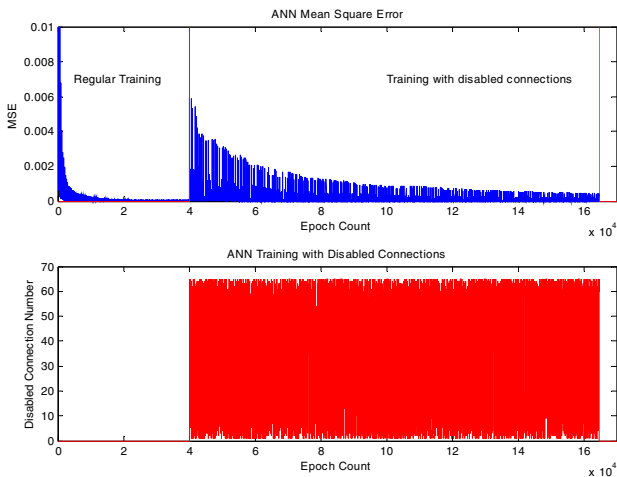 ANN Mean Square Error
0.01
0.008
0.006
0.004
0.002
0
MSE
Regular Training
Training with disabled connections
0 2 4 6 8 10 12 14 16
Epoch Count
x 10^4
ANN Training with Disabled Connections
70
60
50
40
30
20
10
0
Disabled Connection Number
0 2 4 6 8 10 12 14 16
Epoch Count
x 10^4